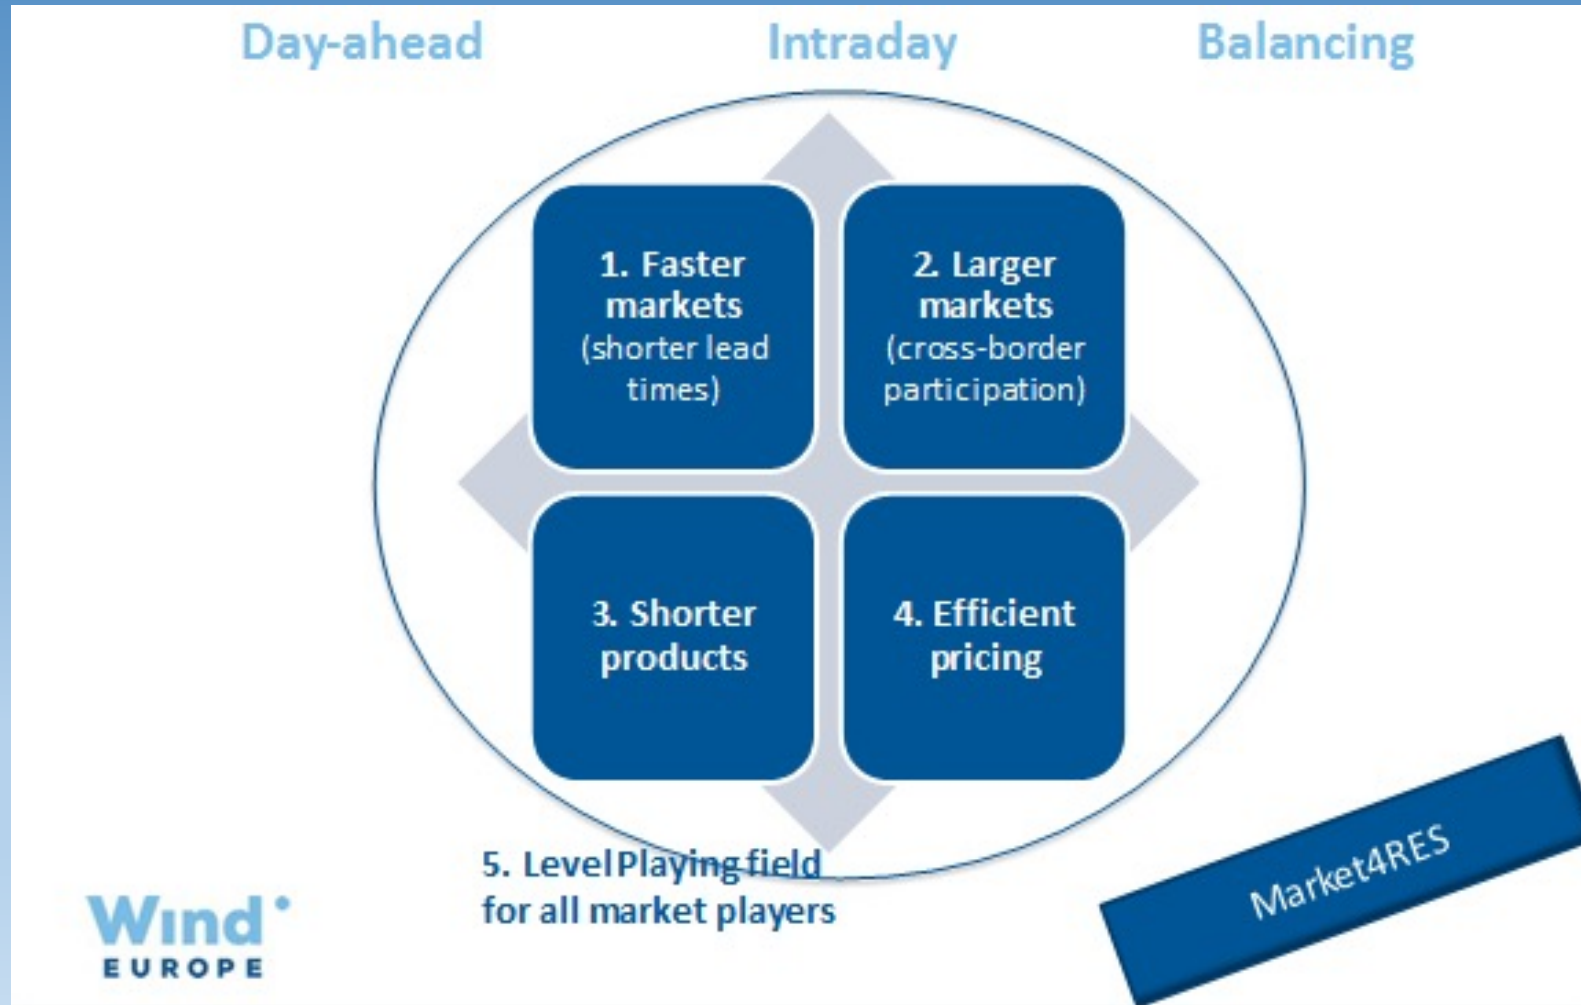 Day-ahead Intraday Balancing
1. Faster
markets
(shorter lead
times)
2. Larger
markets
(cross-border
participation)
3. Shorter
products
4. Efficient
pricing
5. Level Playing field
for all market players
Market4RES
Wind
EUROPE